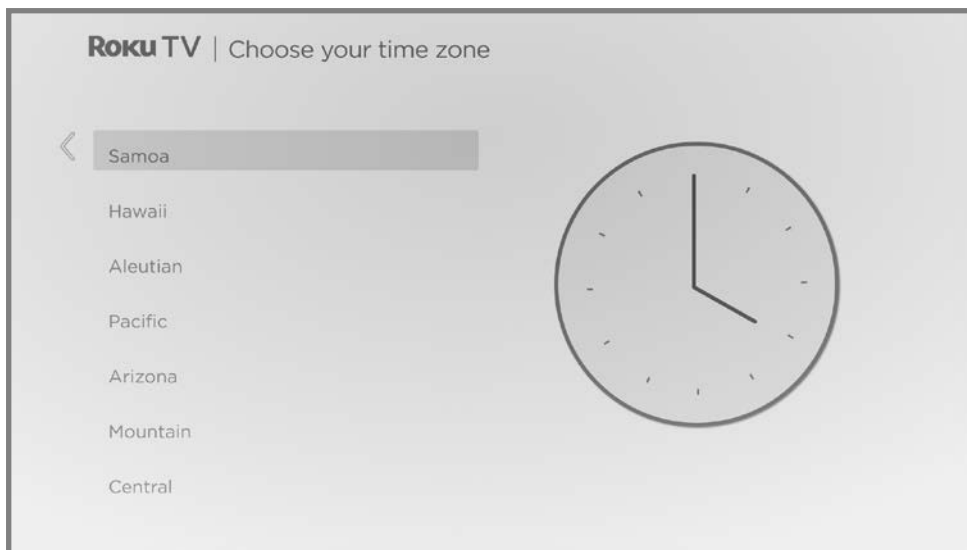 Roku TV | Choose your time zone
Samoa
Hawaii
Aleutian
Pacific
Arizona
Mountain
Central